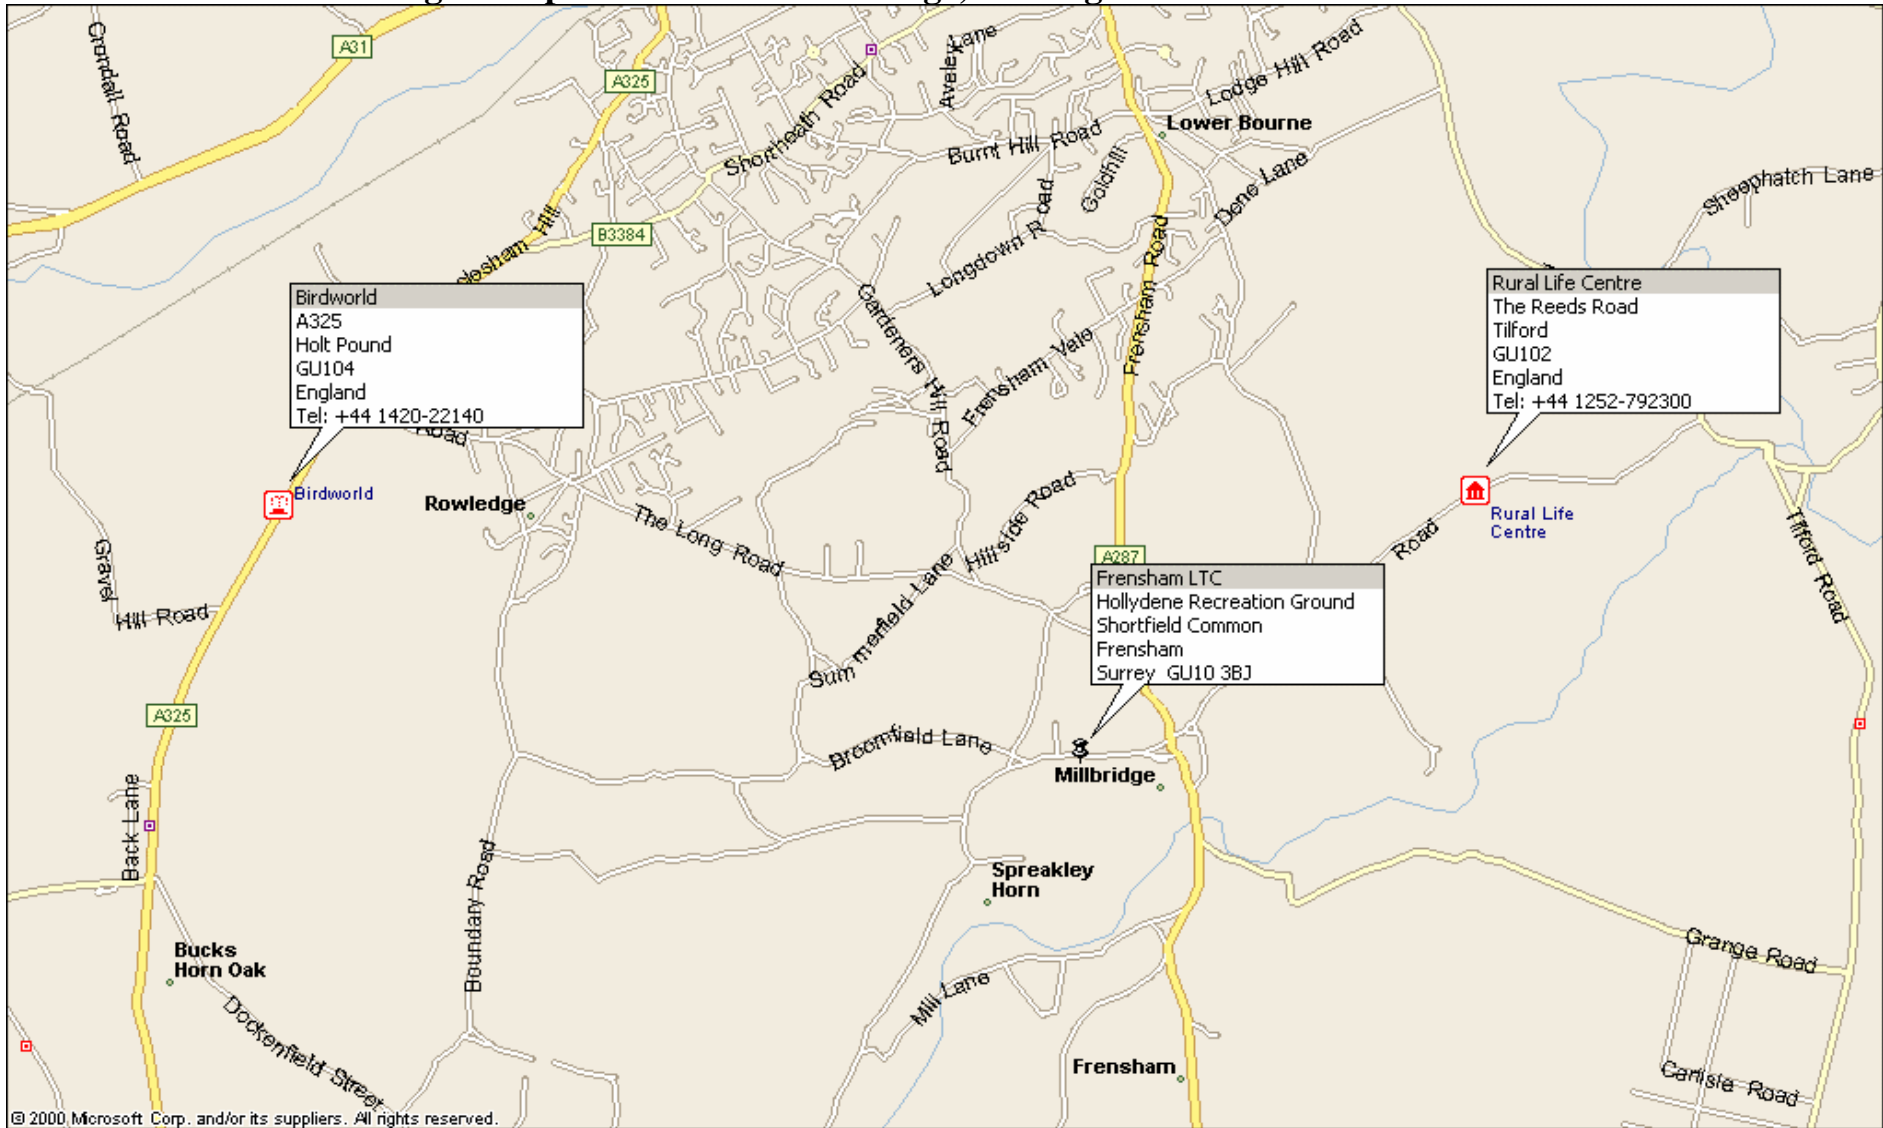 A31
Crondall Road
A325
Aveley Lane
Lodge Hill Road
Shortheath Road
Lower Bourne
Burnt Hill Road
Goldhill
Dene Lane
Sheephatch Lane
B3384
Longdown Road
Frensham Road
Hill
Birdworld
A325
Holt Pound
GU104
England
Tel: +44 1420-22140
Rural Life Centre
The Reeds Road
Tilford
GU102
England
Tel: +44 1252-792300
Gardeners Hill Road
Frensham Vale
Road
Birdworld
Rowledge
The Long Road
Hillside Road
Road
Rural Life
Centre
Tilford Road
Gravel
Hill Road
A287
Frensham LTC
Hollydene Recreation Ground
Shortfield Common
Frensham
Surrey GU10 3BJ
Summerfield Lane
A325
Broomfield Lane
Millbridge
Back Lane
Boundary Road
Spreakley
Horn
Bucks
Horn Oak
Grange Road
Mill Lane
Dockenfield Street
Frensham
Carlisle Road
© 2000 Microsoft Corp. and/or its suppliers. All rights reserved.